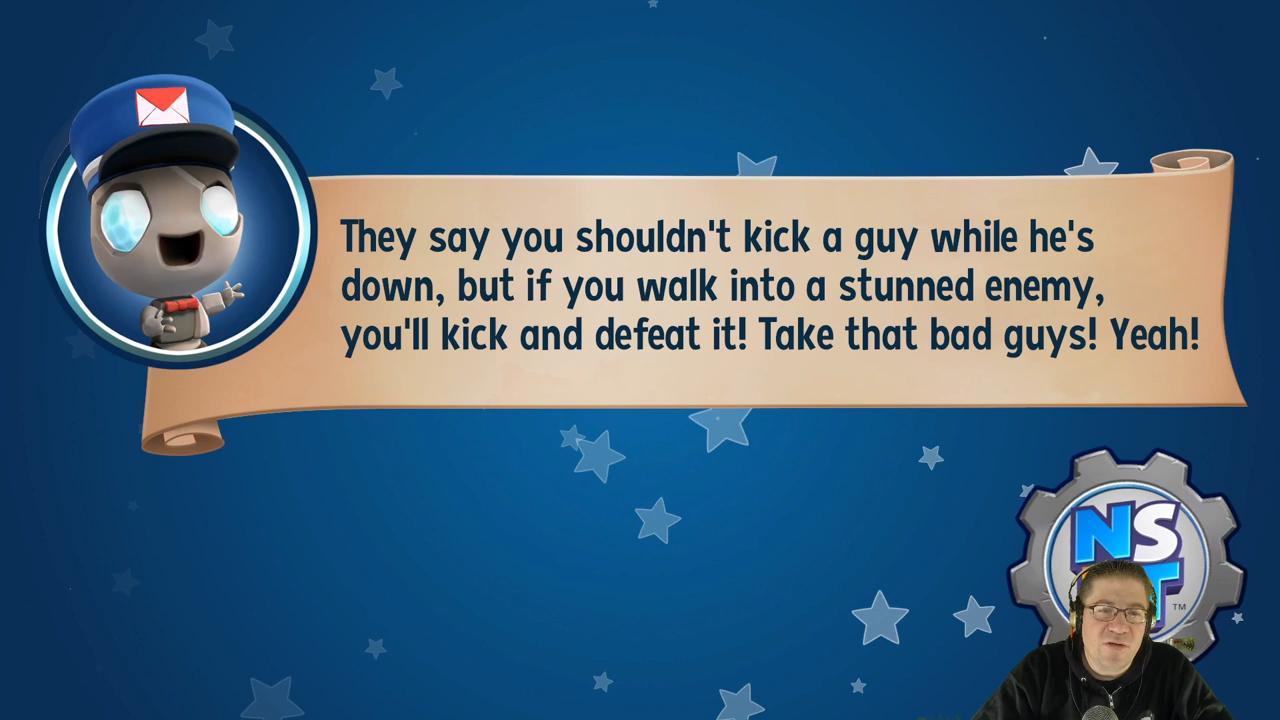 They say you shouldn't kick a guy while he's
down, but if you walk into a stunned enemy,
you'll kick and defeat it! Take that bad guys! Yeah!
NS
T
TM